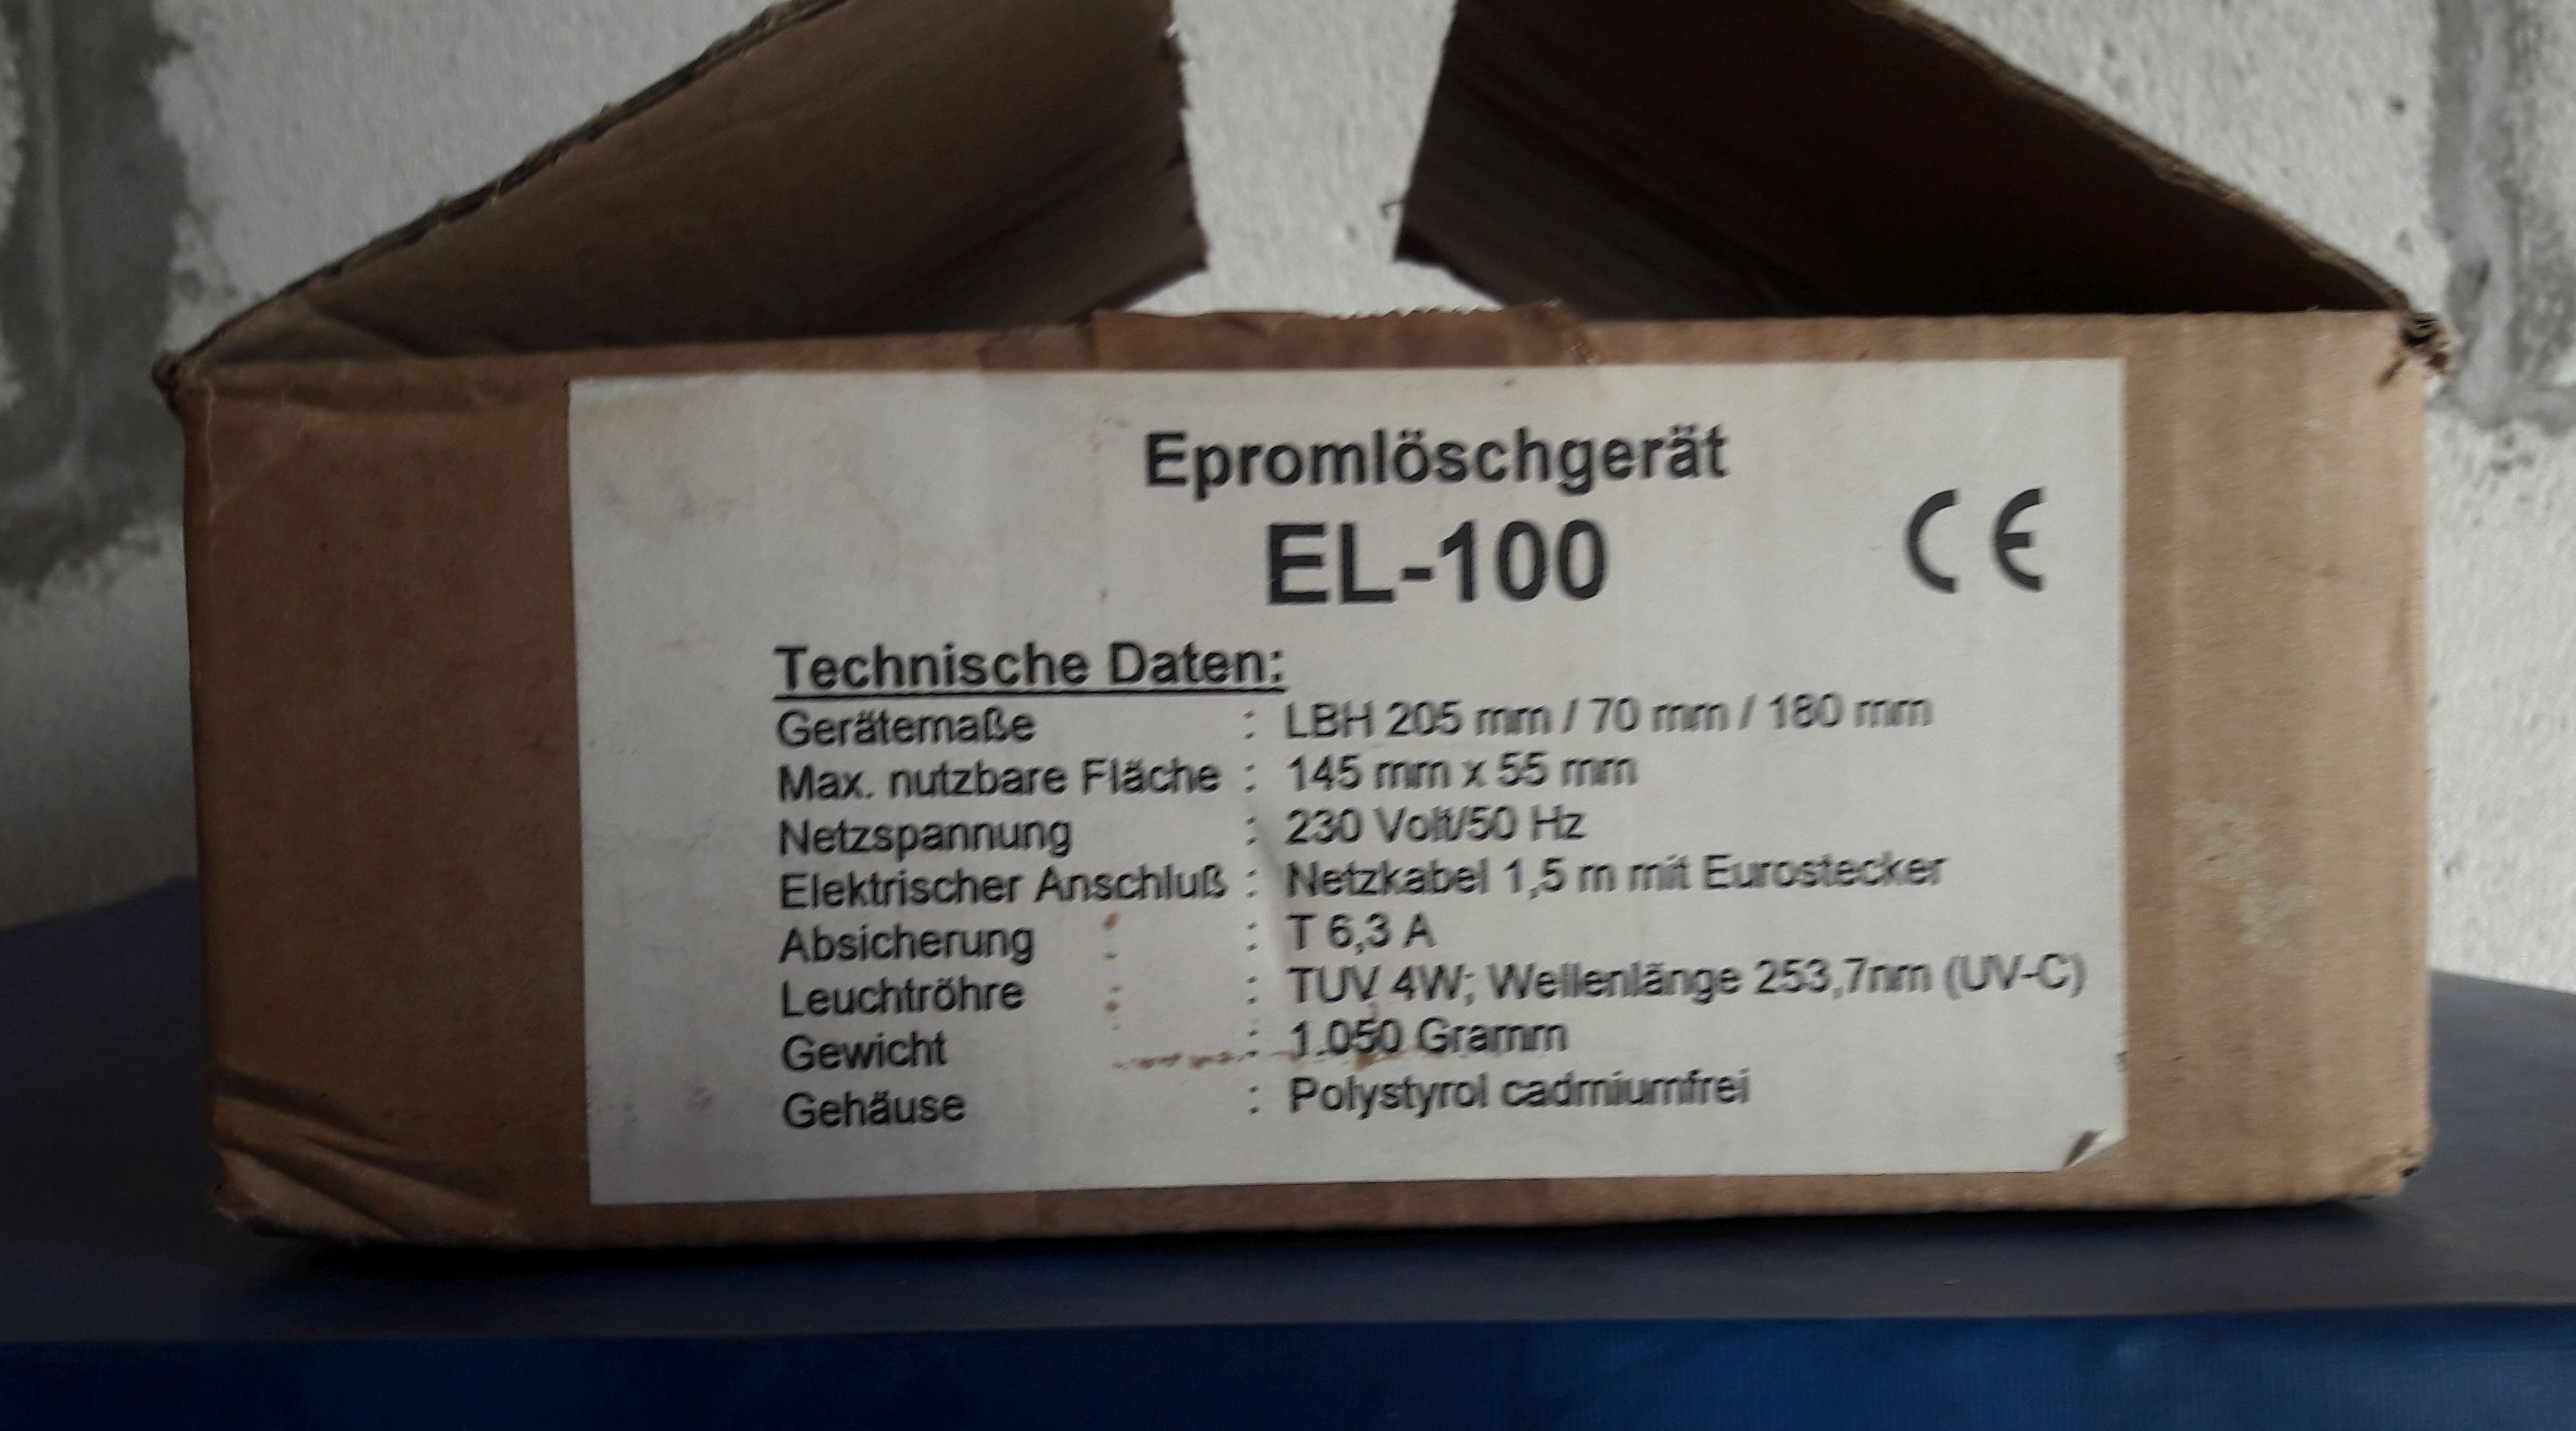 Epromlöschgerät
EL-100
CE
Technische Daten:
Gerätemaße : LBH 205 mm / 70 mm / 180 mm
Max. nutzbare Fläche : 145 mm x 55 mm
Netzspannung : 230 Volt/50 Hz
Elektrischer Anschluß : Netzkabel 1,5 m mit Eurostecker
Absicherung : T 6,3 A
Leuchtröhre : TUV 4W; Wellenlänge 253,7nm (UV-C)
Gewicht : 1.050 Gramm
Gehäuse : Polystyrol cadmiumfrei